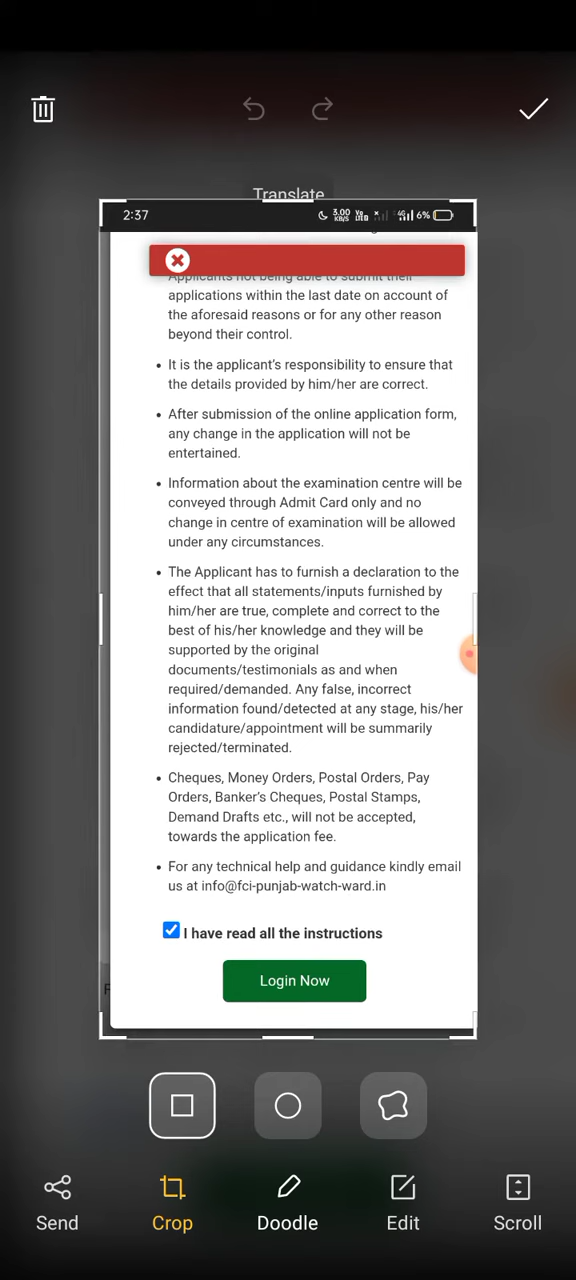 Translate
2:37 3.00 KB/S Vo LTE 4G 6%
Applicants not being able to submit their
applications within the last date on account of
the aforesaid reasons or for any other reason
beyond their control.
• It is the applicant's responsibility to ensure that
the details provided by him/her are correct.
• After submission of the online application form,
any change in the application will not be
entertained.
• Information about the examination centre will be
conveyed through Admit Card only and no
change in centre of examination will be allowed
under any circumstances.
• The Applicant has to furnish a declaration to the
effect that all statements/inputs furnished by
him/her are true, complete and correct to the
best of his/her knowledge and they will be
supported by the original
documents/testimonials as and when
required/demanded. Any false, incorrect
information found/detected at any stage, his/her
candidature/appointment will be summarily
rejected/terminated.
• Cheques, Money Orders, Postal Orders, Pay
Orders, Banker's Cheques, Postal Stamps,
Demand Drafts etc., will not be accepted,
towards the application fee.
• For any technical help and guidance kindly email
us at info@fci-punjab-watch-ward.in
I have read all the instructions
Login Now
Send Crop Doodle Edit Scroll